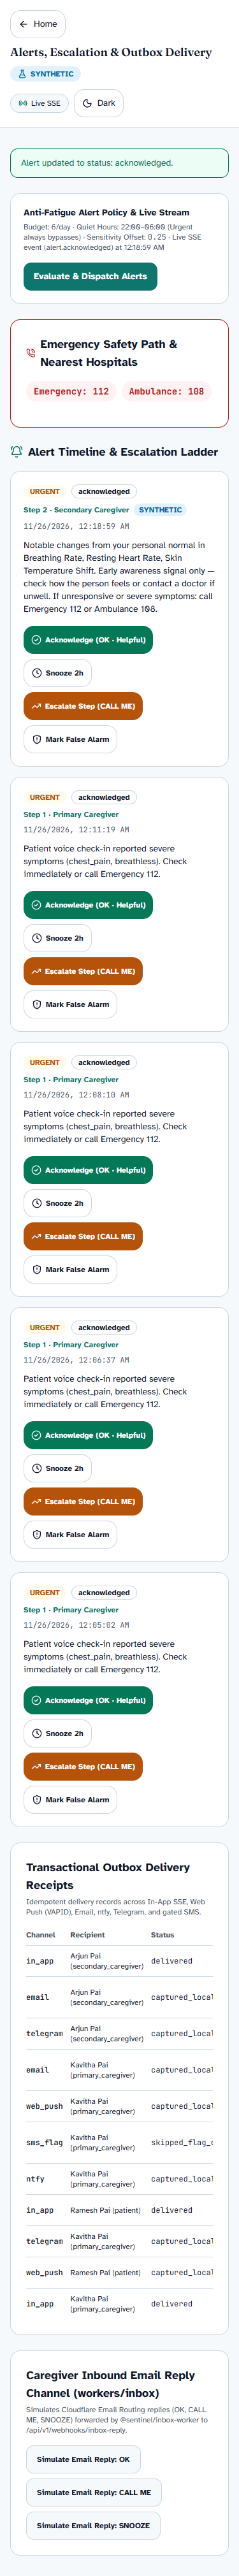 Home
Alerts, Escalation & Outbox Delivery
SYNTHETIC
Live SSE
Dark
Alert updated to status: acknowledged.
Anti-Fatigue Alert Policy & Live Stream
Budget: 6/day · Quiet Hours: 22:00–06:00 (Urgent
always bypasses) · Sensitivity Offset: 0.25 · Live SSE
event (alert.acknowledged) at 12:18:59 AM
Evaluate & Dispatch Alerts
Emergency Safety Path &
Nearest Hospitals
Emergency: 112
Ambulance: 108
Alert Timeline & Escalation Ladder
URGENT acknowledged
Step 2 · Secondary Caregiver SYNTHETIC
11/26/2026, 12:18:59 AM
Notable changes from your personal normal in
Breathing Rate, Resting Heart Rate, Skin
Temperature Shift. Early awareness signal only —
check how the person feels or contact a doctor if
unwell. If unresponsive or severe symptoms: call
Emergency 112 or Ambulance 108.
Acknowledge (OK · Helpful)
Snooze 2h
Escalate Step (CALL ME)
Mark False Alarm
URGENT acknowledged
Step 1 · Primary Caregiver
11/26/2026, 12:11:19 AM
Patient voice check-in reported severe
symptoms (chest_pain, breathless). Check
immediately or call Emergency 112.
Acknowledge (OK · Helpful)
Snooze 2h
Escalate Step (CALL ME)
Mark False Alarm
URGENT acknowledged
Step 1 · Primary Caregiver
11/26/2026, 12:08:10 AM
Patient voice check-in reported severe
symptoms (chest_pain, breathless). Check
immediately or call Emergency 112.
Acknowledge (OK · Helpful)
Snooze 2h
Escalate Step (CALL ME)
Mark False Alarm
URGENT acknowledged
Step 1 · Primary Caregiver
11/26/2026, 12:06:37 AM
Patient voice check-in reported severe
symptoms (chest_pain, breathless). Check
immediately or call Emergency 112.
Acknowledge (OK · Helpful)
Snooze 2h
Escalate Step (CALL ME)
Mark False Alarm
URGENT acknowledged
Step 1 · Primary Caregiver
11/26/2026, 12:05:02 AM
Patient voice check-in reported severe
symptoms (chest_pain, breathless). Check
immediately or call Emergency 112.
Acknowledge (OK · Helpful)
Snooze 2h
Escalate Step (CALL ME)
Mark False Alarm
Transactional Outbox Delivery
Receipts
Idempotent delivery records across In-App SSE, Web
Push (VAPID), Email, ntfy, Telegram, and gated SMS.
Channel Recipient Status
in_app Arjun Pai (secondary_caregiver) delivered
email Arjun Pai (secondary_caregiver) captured_local
telegram Arjun Pai (secondary_caregiver) captured_local
email Kavitha Pai (primary_caregiver) captured_local
web_push Kavitha Pai (primary_caregiver) captured_local
sms_flag Kavitha Pai (primary_caregiver) skipped_flag_
ntfy Kavitha Pai (primary_caregiver) captured_local
in_app Ramesh Pai (patient) delivered
telegram Kavitha Pai (primary_caregiver) captured_local
web_push Ramesh Pai (patient) captured_local
in_app Kavitha Pai (primary_caregiver) delivered
Caregiver Inbound Email Reply
Channel (workers/inbox)
Simulates Cloudflare Email Routing replies (OK, CALL
ME, SNOOZE) forwarded by @sentinel/inbox-worker to
/api/v1/webhooks/inbox-reply.
Simulate Email Reply: OK
Simulate Email Reply: CALL ME
Simulate Email Reply: SNOOZE